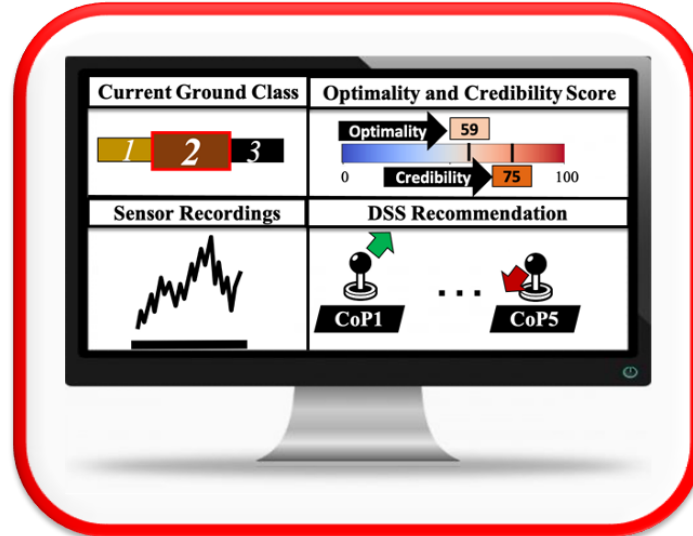 Current Ground Class
Optimality and Credibility Score
1 2 3
Optimality 59
0 100
Credibility 75
Sensor Recordings
DSS Recommendation
...
CoP1
CoP5